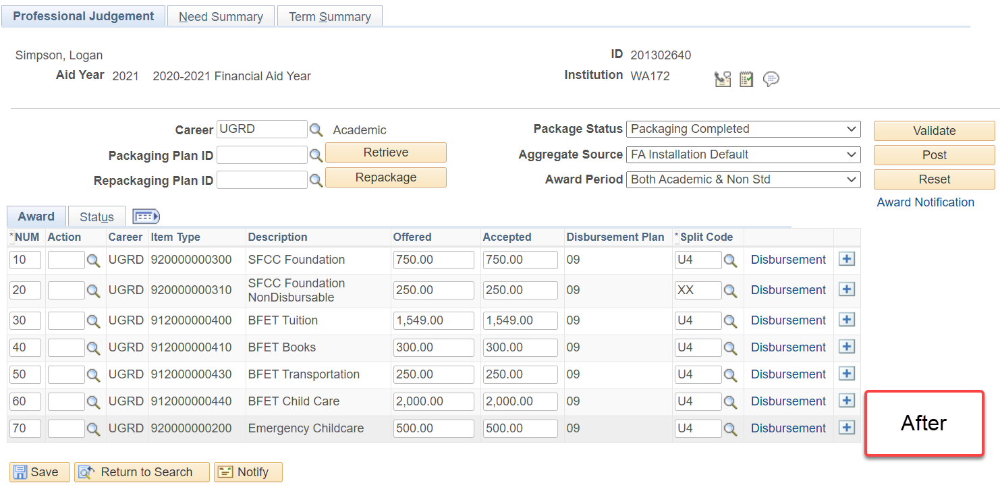 Professional Judgement Need Summary Term Summary
Simpson, Logan ID 201302640
Aid Year 2021 2020-2021 Financial Aid Year Institution WA172
Career UGRD Academic Package Status Packaging Completed Validate
Packaging Plan ID Retrieve Aggregate Source FA Installation Default Post
Repackaging Plan ID Repackage Award Period Both Academic & Non Std Reset
Award Notification
Award Status
*NUM Action Career Item Type Description Offered Accepted Disbursement Plan *Split Code
10 UGRD 920000000300 SFCC Foundation 750.00 750.00 09 U4 Disbursement
20 UGRD 920000000310 SFCC Foundation NonDisbursable 250.00 250.00 09 XX Disbursement
30 UGRD 912000000400 BFET Tuition 1,549.00 1,549.00 09 U4 Disbursement
40 UGRD 912000000410 BFET Books 300.00 300.00 09 U4 Disbursement
50 UGRD 912000000430 BFET Transportation 250.00 250.00 09 U4 Disbursement
60 UGRD 912000000440 BFET Child Care 2,000.00 2,000.00 09 U4 Disbursement
70 UGRD 920000000200 Emergency Childcare 500.00 500.00 09 U4 Disbursement
After
Save Return to Search Notify